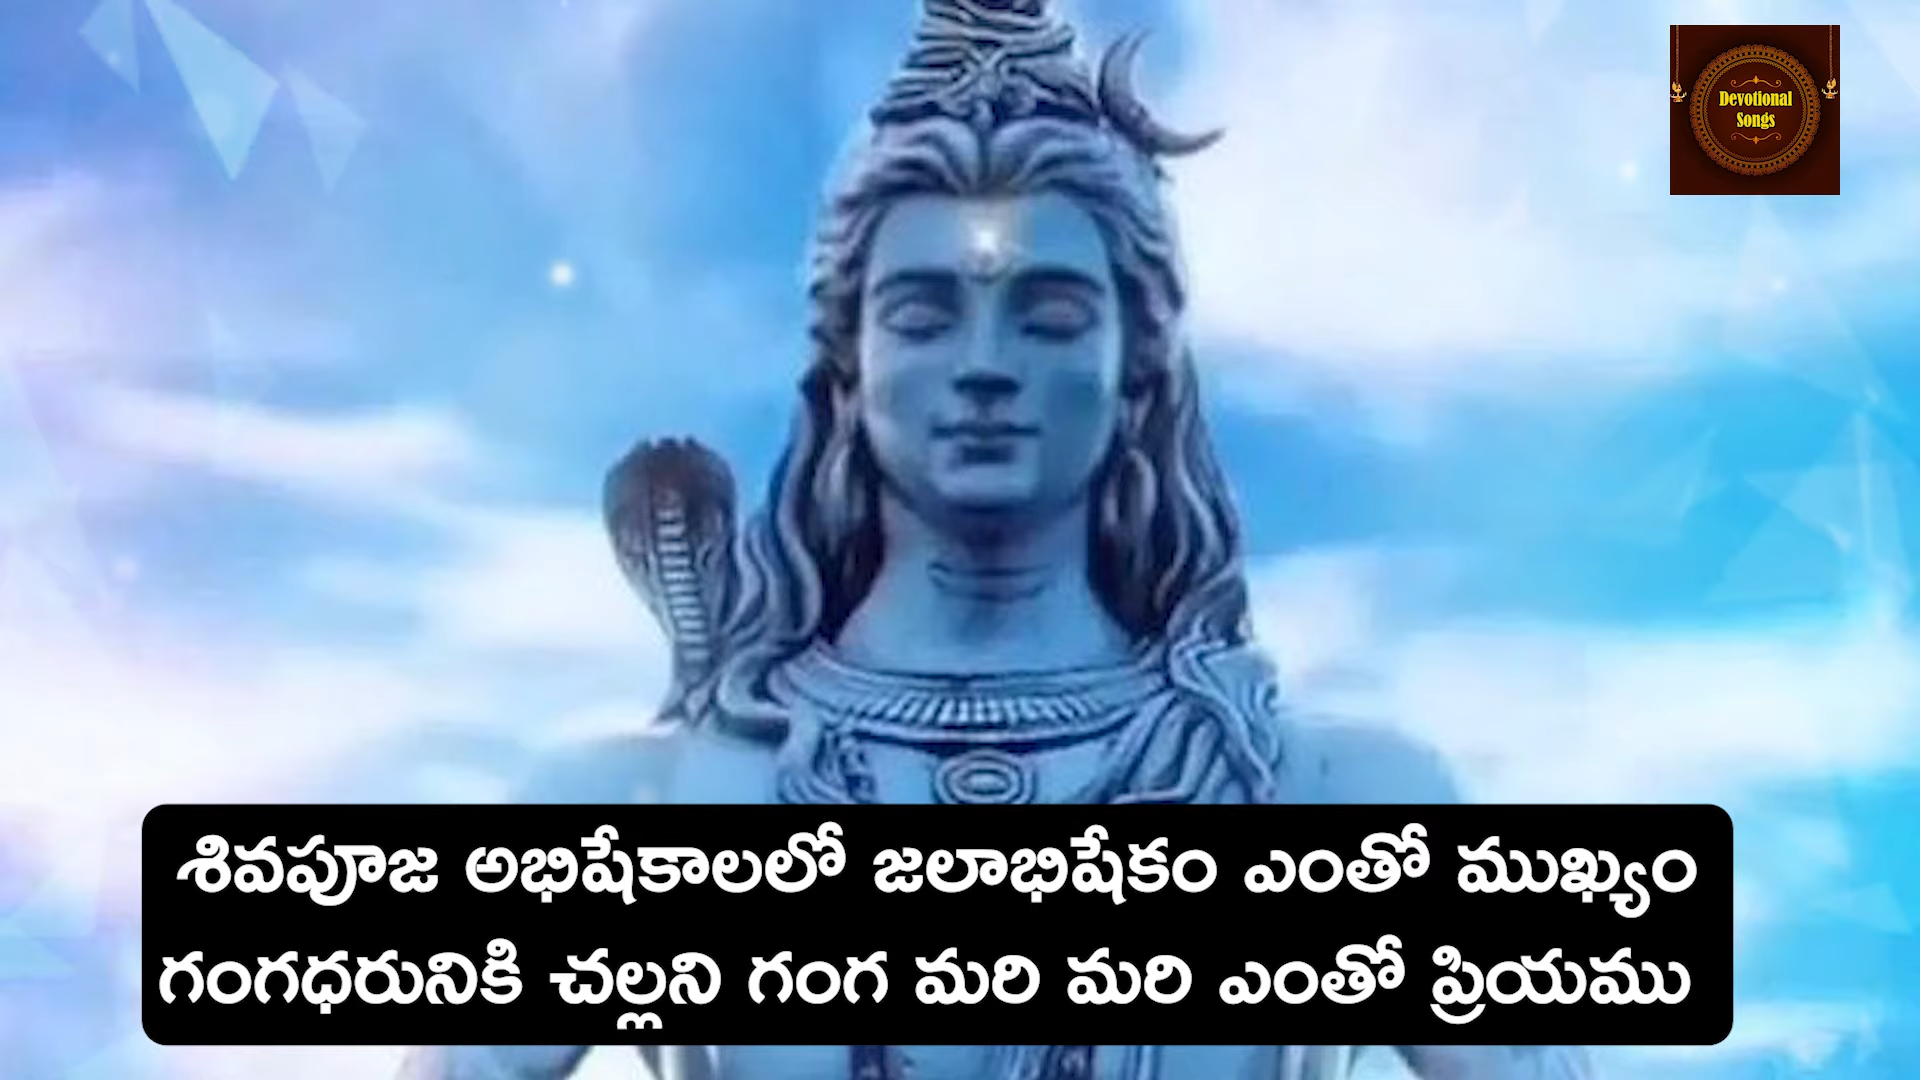 Devotional
Songs
శివపూజ అభిషేకాలలో జలాభిషేకం ఎంతో ముఖ్యం
గంగధరునికి చల్లని గంగ మరి మరి ఎంతో ప్రియము